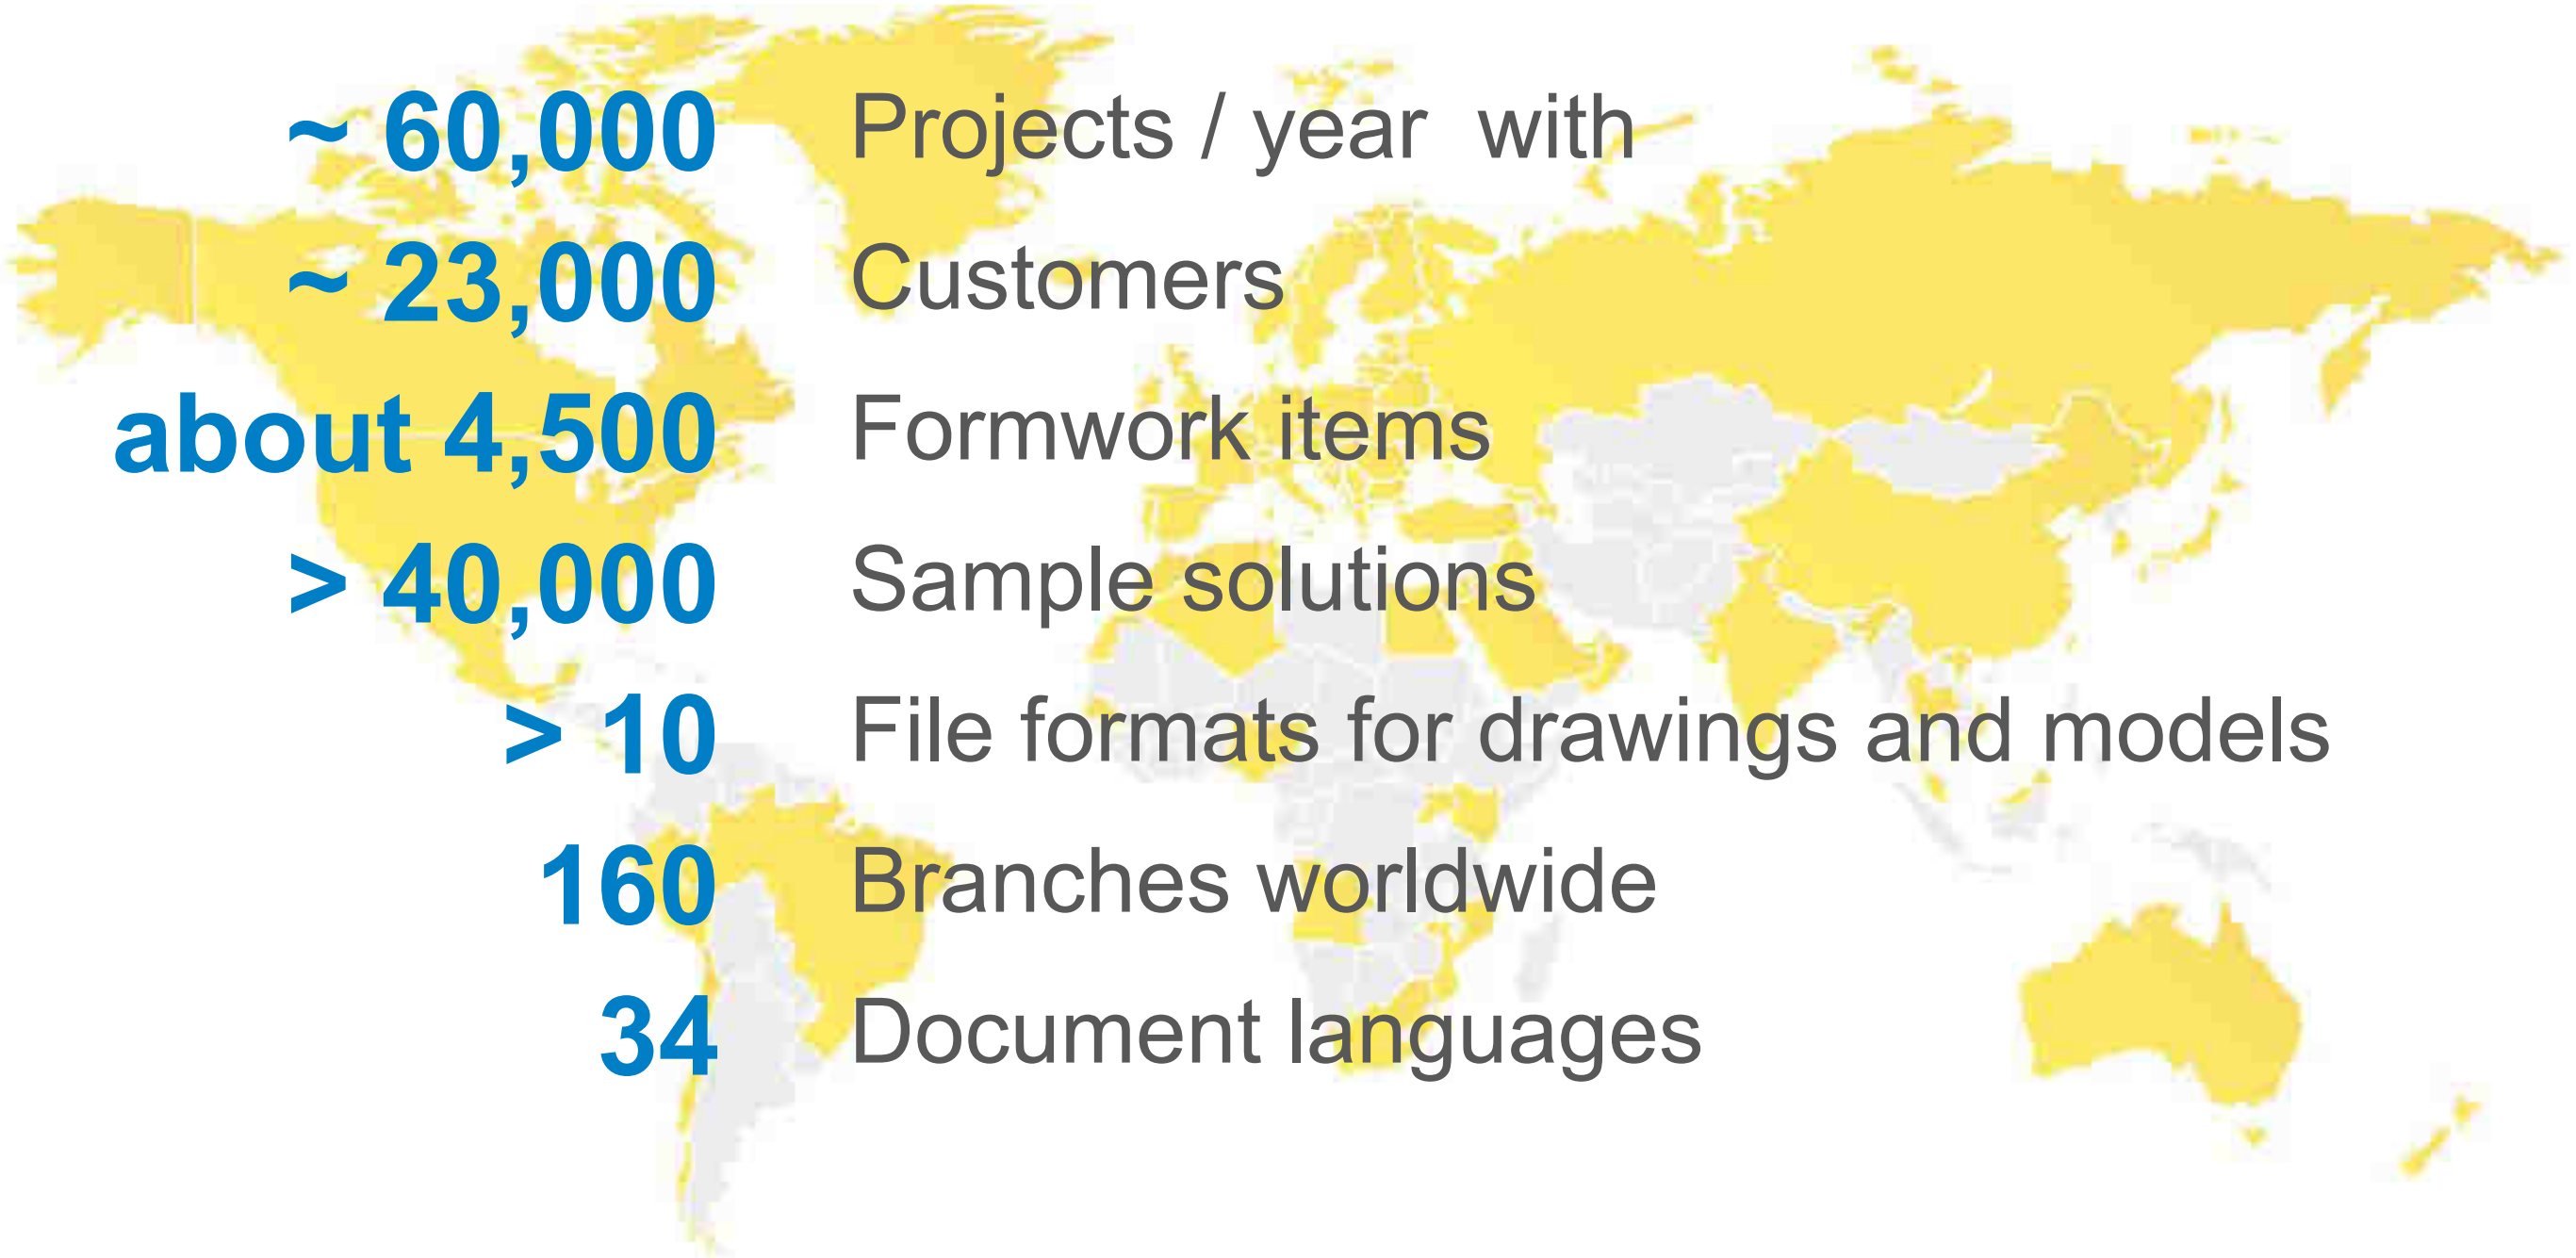 ~ 60,000 Projects / year with
~ 23,000 Customers
about 4,500 Formwork items
> 40,000 Sample solutions
> 10 File formats for drawings and models
160 Branches worldwide
34 Document languages